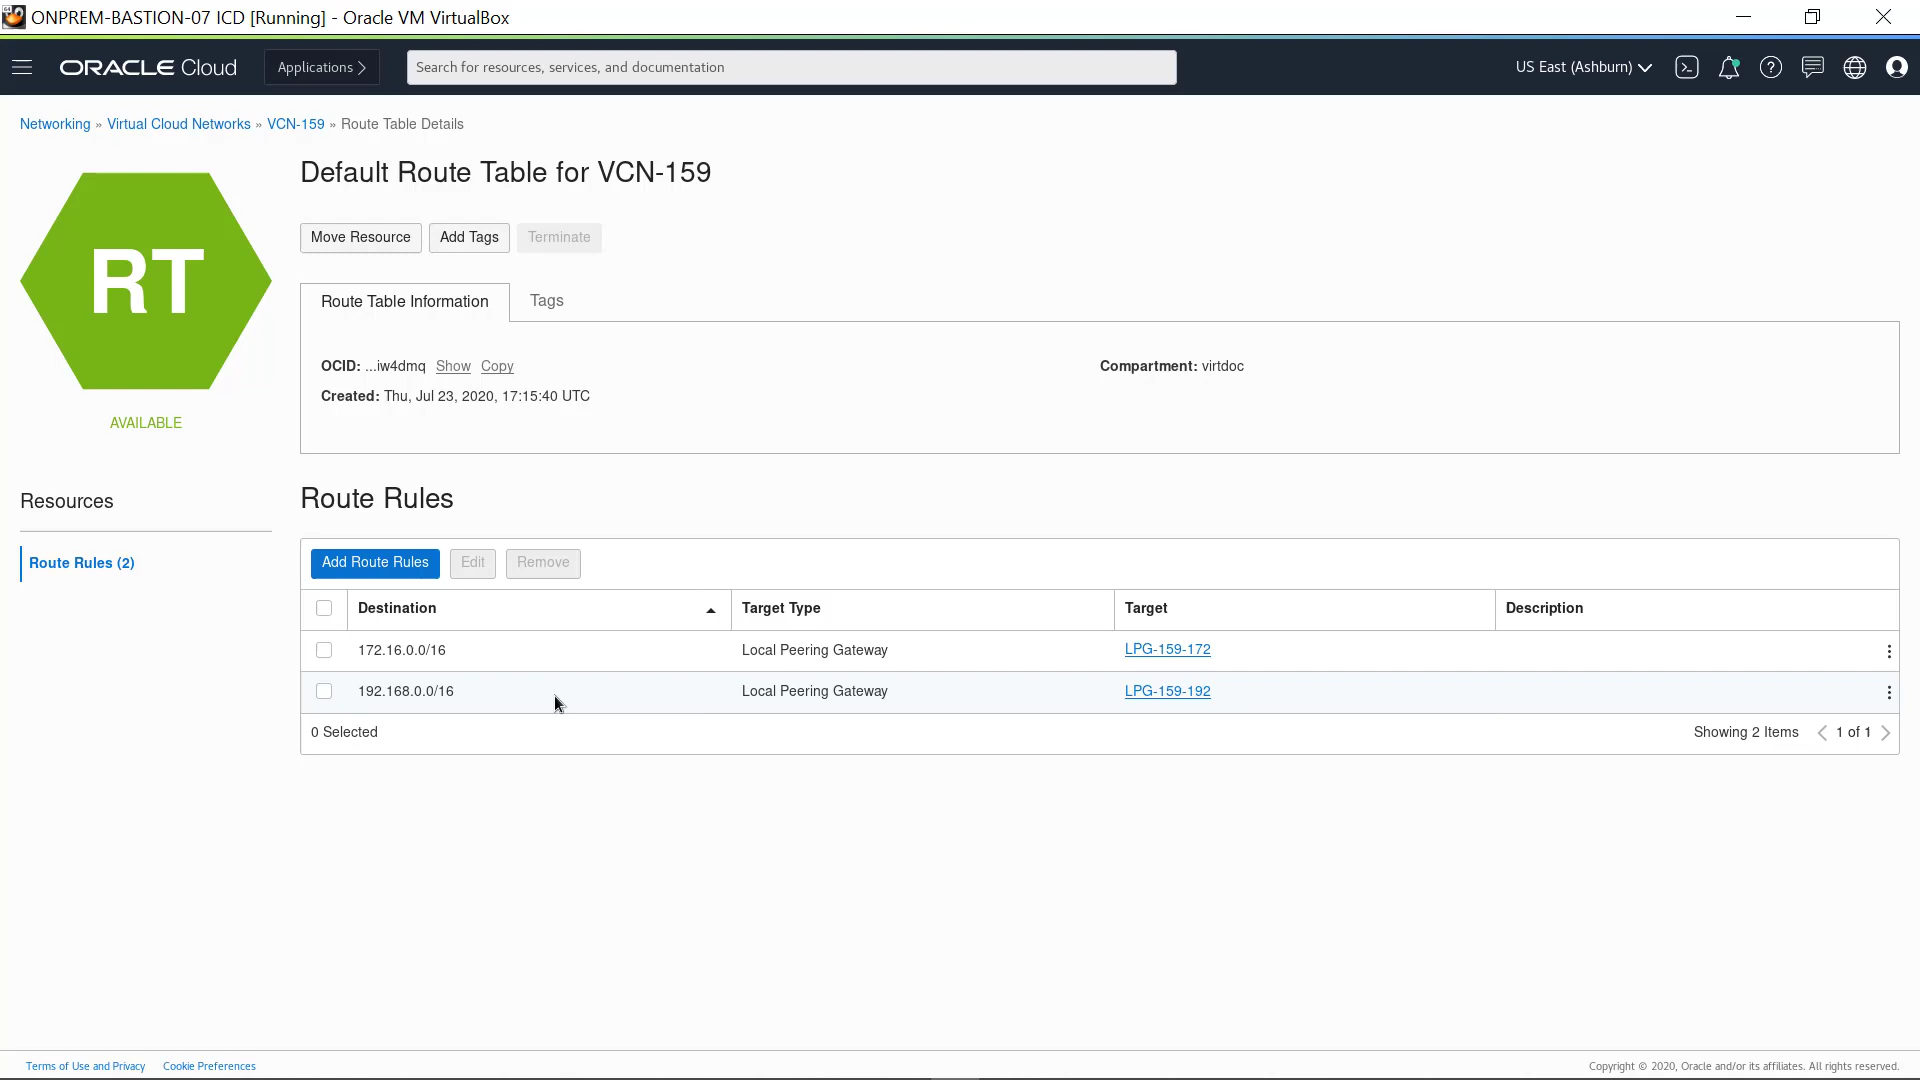 ONPREM-BASTION-07 ICD [Running] - Oracle VM VirtualBox
ORACLE Cloud
Applications
Search for resources, services, and documentation
US East (Ashburn)
Networking » Virtual Cloud Networks » VCN-159 » Route Table Details
RT
AVAILABLE
Default Route Table for VCN-159
Move Resource
Add Tags
Terminate
Route Table Information
Tags
OCID: ...iw4dmq Show Copy
Compartment: virtdoc
Created: Thu, Jul 23, 2020, 17:15:40 UTC
Resources
Route Rules (2)
Route Rules
Add Route Rules
Edit
Remove
Destination Target Type Target Description
172.16.0.0/16 Local Peering Gateway LPG-159-172
192.168.0.0/16 Local Peering Gateway LPG-159-192
0 Selected
Showing 2 Items
1 of 1
Terms of Use and Privacy
Cookie Preferences
Copyright © 2020, Oracle and/or its affiliates. All rights reserved.